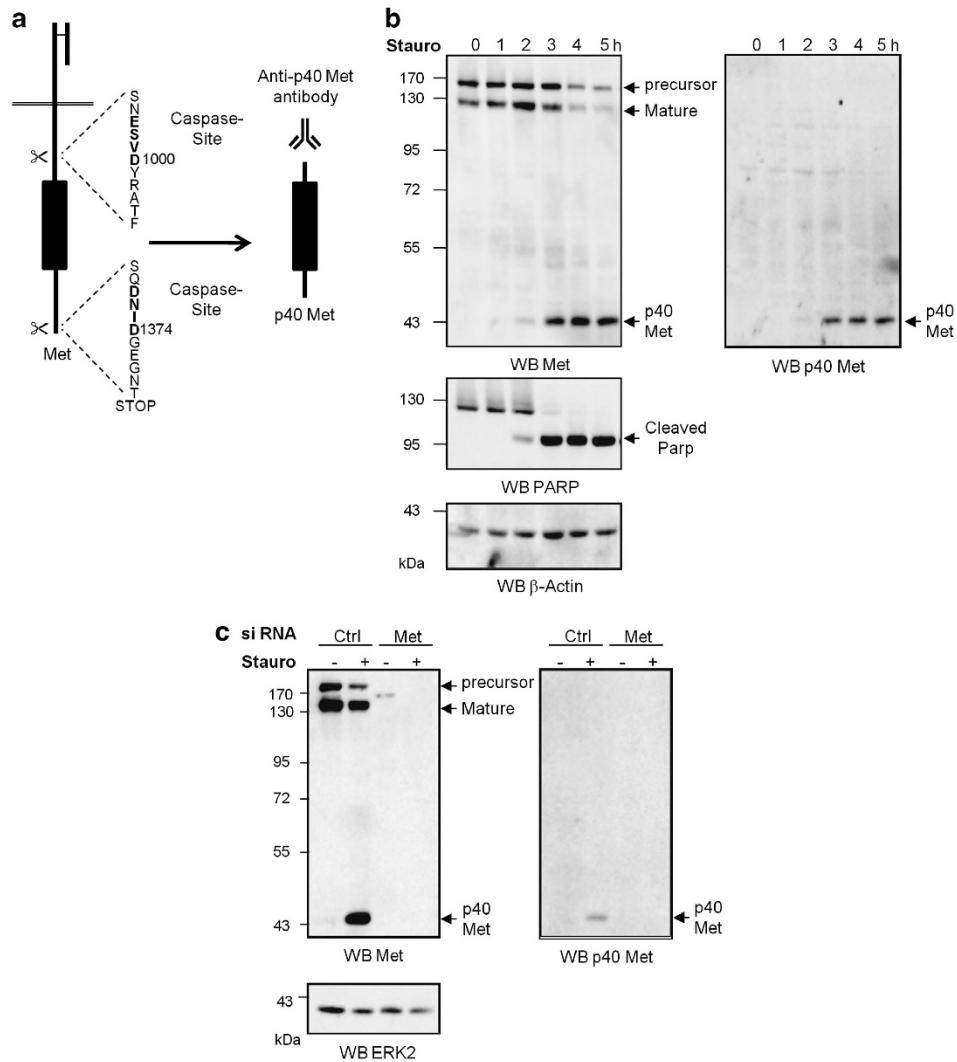 a
S
N
E
S
V
D1000
Y
R
A
T
F
Caspase-
Site
Anti-p40 Met
antibody
S
Q
D
N
I
D1374
G
E
G
N
T
STOP
Caspase-
Site
Met
p40 Met
b
Stauro 0 1 2 3 4 5 h
170
130
95
72
55
43
precursor
Mature
p40
Met
WB Met
0 1 2 3 4 5 h
p40
Met
WB p40 Met
130
95
Cleaved
Parp
WB PARP
43
kDa
WB β-Actin
c si RNA Ctrl Met
Stauro - + - +
170
130
95
72
55
43
precursor
Mature
p40
Met
WB Met
Ctrl Met
- + - +
p40
Met
WB p40 Met
43
kDa
WB ERK2